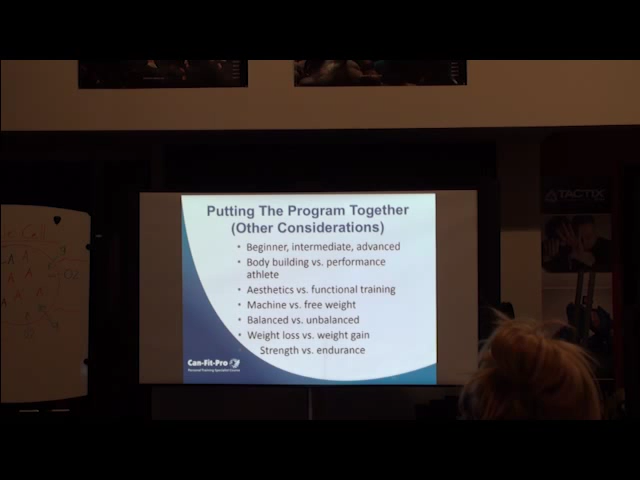 Putting The Program Together
(Other Considerations)
• Beginner, intermediate, advanced
• Body building vs. performance
athlete
• Aesthetics vs. functional training
• Machine vs. free weight
• Balanced vs. unbalanced
• Weight loss vs. weight gain
Strength vs. endurance
Can-Fit-Pro
TACTIX
Cell